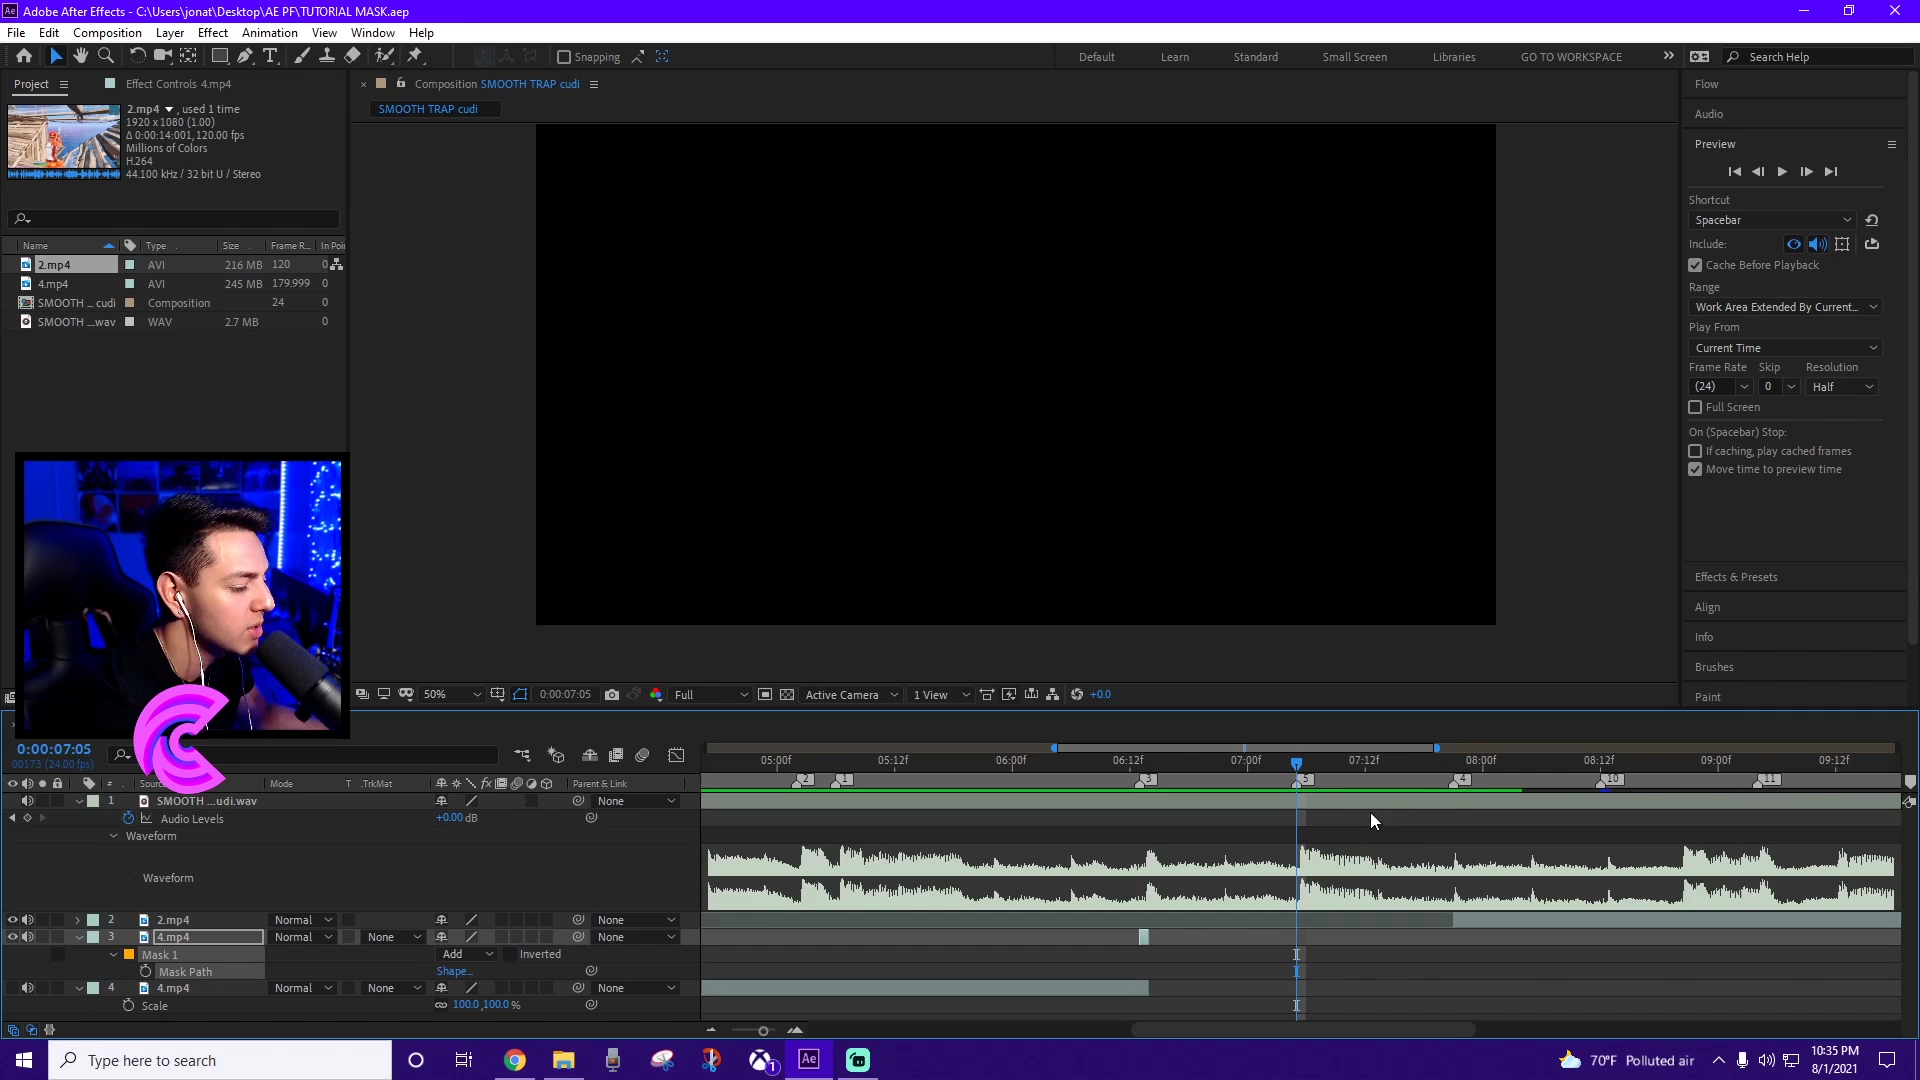 Ae Adobe After Effects - C:\Users\jonat\Desktop\AE PF\TUTORIAL MASK.aep
File Edit Composition Layer Effect Animation View Window Help
Snapping Default Learn Standard Small Screen Libraries GO TO WORKSPACE Search Help
Project Effect Controls 4.mp4 Composition SMOOTH TRAP cudi
SMOOTH TRAP cudi
2.mp4 , used 1 time
1920 x 1080 (1.00)
Δ 0:00:14:001, 120.00 fps
Millions of Colors
H.264
44.100 kHz / 32 bit U / Stereo
Name Type Size Frame R... In Poi
2.mp4 AVI 216 MB 120 0
4.mp4 AVI 245 MB 179.999 0
SMOOTH ... cudi Composition 24 0
SMOOTH ...wav WAV 2.7 MB 0
Flow
Audio
Preview
Shortcut
Spacebar
Include:
Cache Before Playback
Range
Work Area Extended By Current...
Play From
Current Time
Frame Rate Skip Resolution
(24) 0 Half
Full Screen
On (Spacebar) Stop:
If caching, play cached frames
Move time to preview time
Effects & Presets
Align
Info
Brushes
Paint
50% 0:00:07:05 Full Active Camera 1 View +0.0
0:00:07:05
00173 (24.00 fps)
05:00f 05:12f 06:00f 06:12f 07:00f 07:12f 08:00f 08:12f 09:00f 09:12f
2 1 3 5 4 10 11
# Sourc Mode T .TrkMat fx Parent & Link
1 SMOOTH ...udi.wav None
Audio Levels +0.00 dB
Waveform
Waveform
2 2.mp4 Normal None
3 4.mp4 Normal None None
Mask 1 Add Inverted
Mask Path Shape...
4 4.mp4 Normal None None
Scale 100.0,100.0 %
Type here to search 1 Ae 70°F Polluted air 10:35 PM
8/1/2021